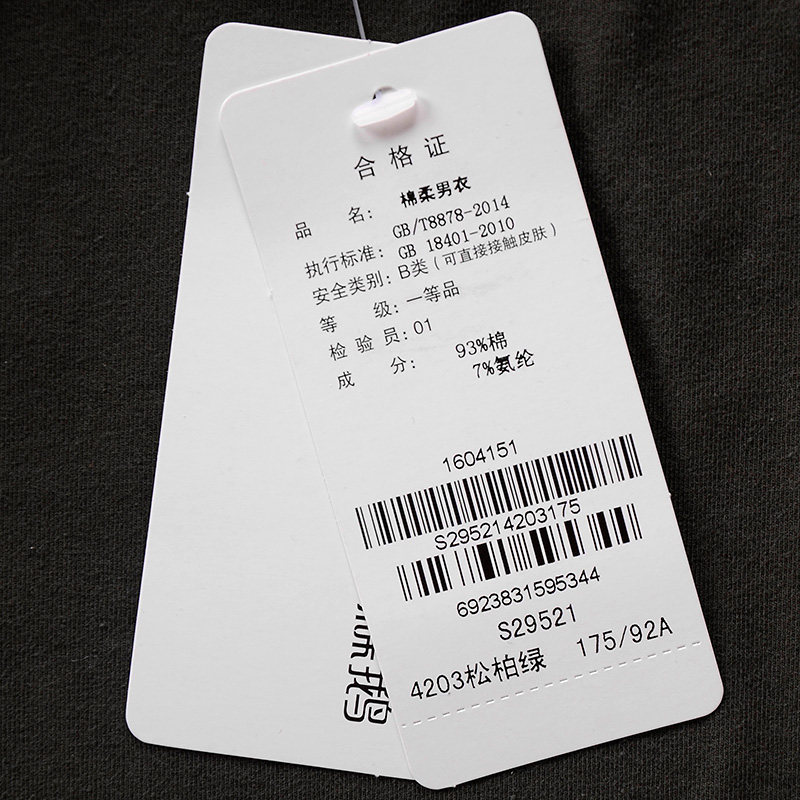 合格证
品 名: 棉柔男衣
执行标准: GB/T8878-2014
GB 18401-2010
安全类别: B类(可直接接触皮肤)
等 级: 一等品
检 验 员: 01
成 分: 93%棉
7%氨纶
1604151
S295214203175
6923831595344
S29521
4203松柏绿 175/92A
鹅